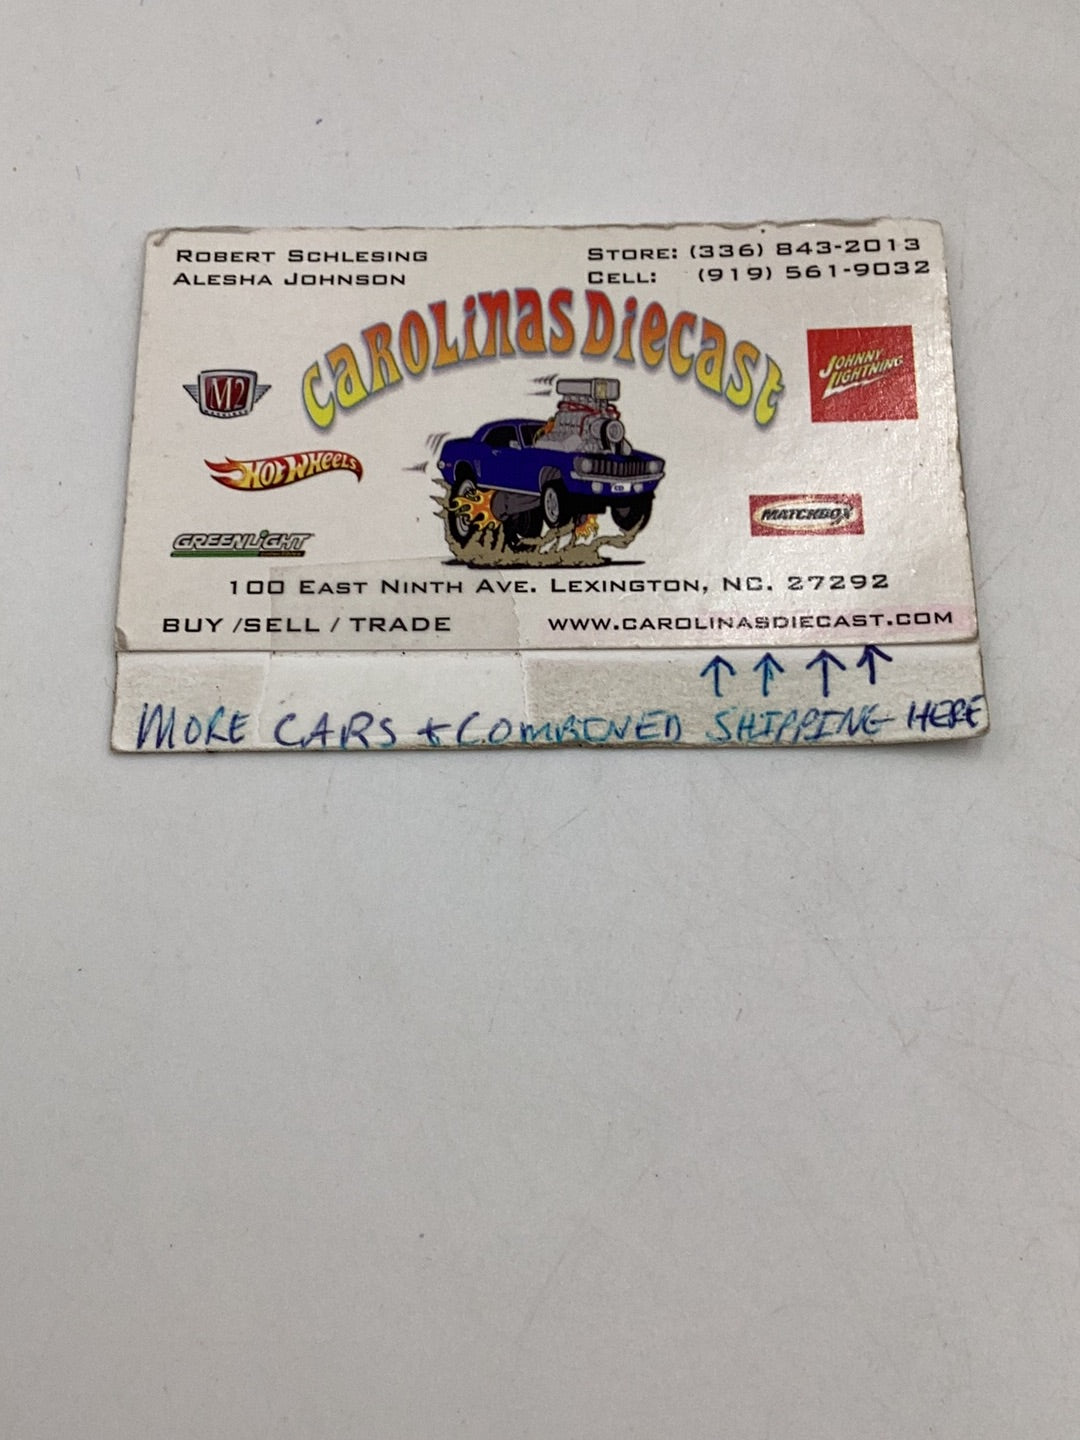 ROBERT SCHLESING
ALESHA JOHNSON
STORE: (336) 843-2013
CELL: (919) 561-9032
CAROLINAS DIECAST
M2
JOHNNY
LIGHTNING
HOT WHEELS
MATCHBOX
GREENLIGHT
100 EAST NINTH AVE. LEXINGTON, NC. 27292
BUY /SELL / TRADE
WWW.CAROLINASDIECAST.COM
↑ ↑ ↑ ↑
MORE CARS + COMBINED SHIPPING HERE